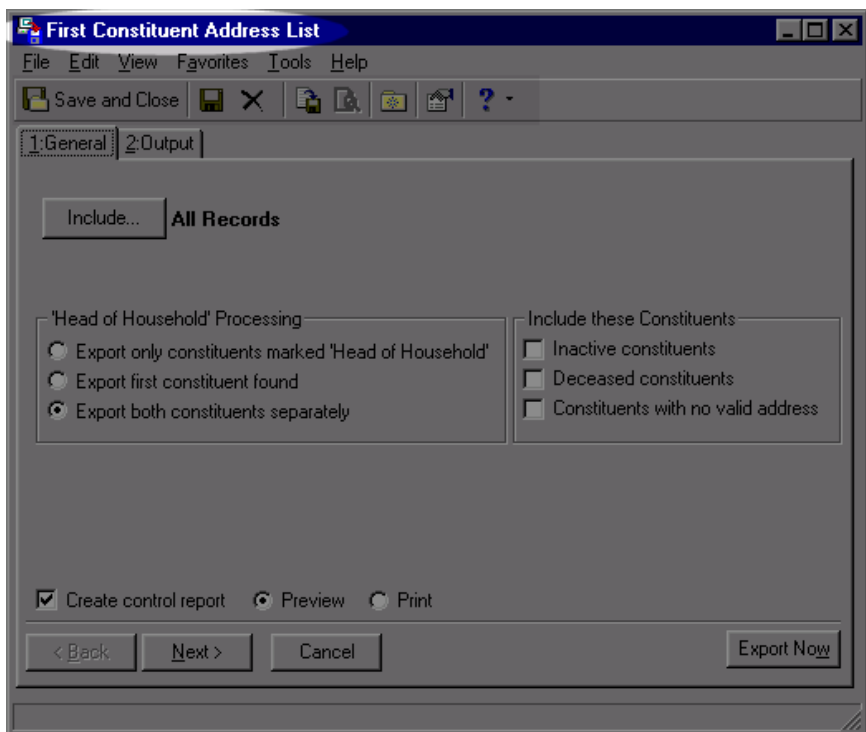 First Constituent Address List
File Edit View Favorites Tools Help
Save and Close ?
1:General 2:Output
Include... All Records
'Head of Household' Processing
Export only constituents marked 'Head of Household'
Export first constituent found
Export both constituents separately
Include these Constituents
Inactive constituents
Deceased constituents
Constituents with no valid address
Create control report Preview Print
< Back Next > Cancel Export Now